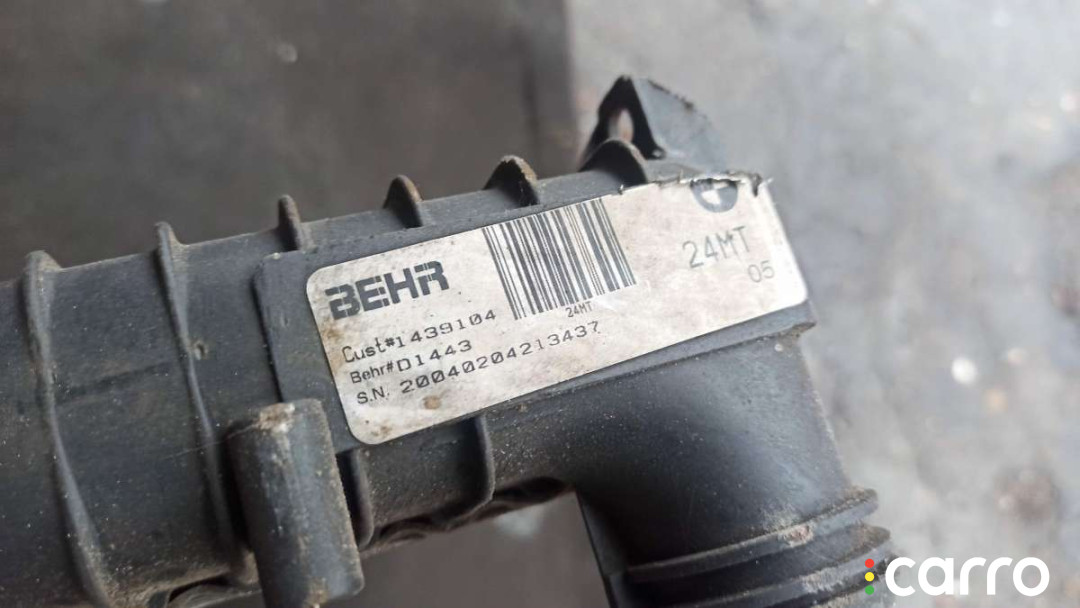 BEHR
Cust#1439104
Behr#D1443
S.N. 20040204213437
24MT
24MT
05
carro